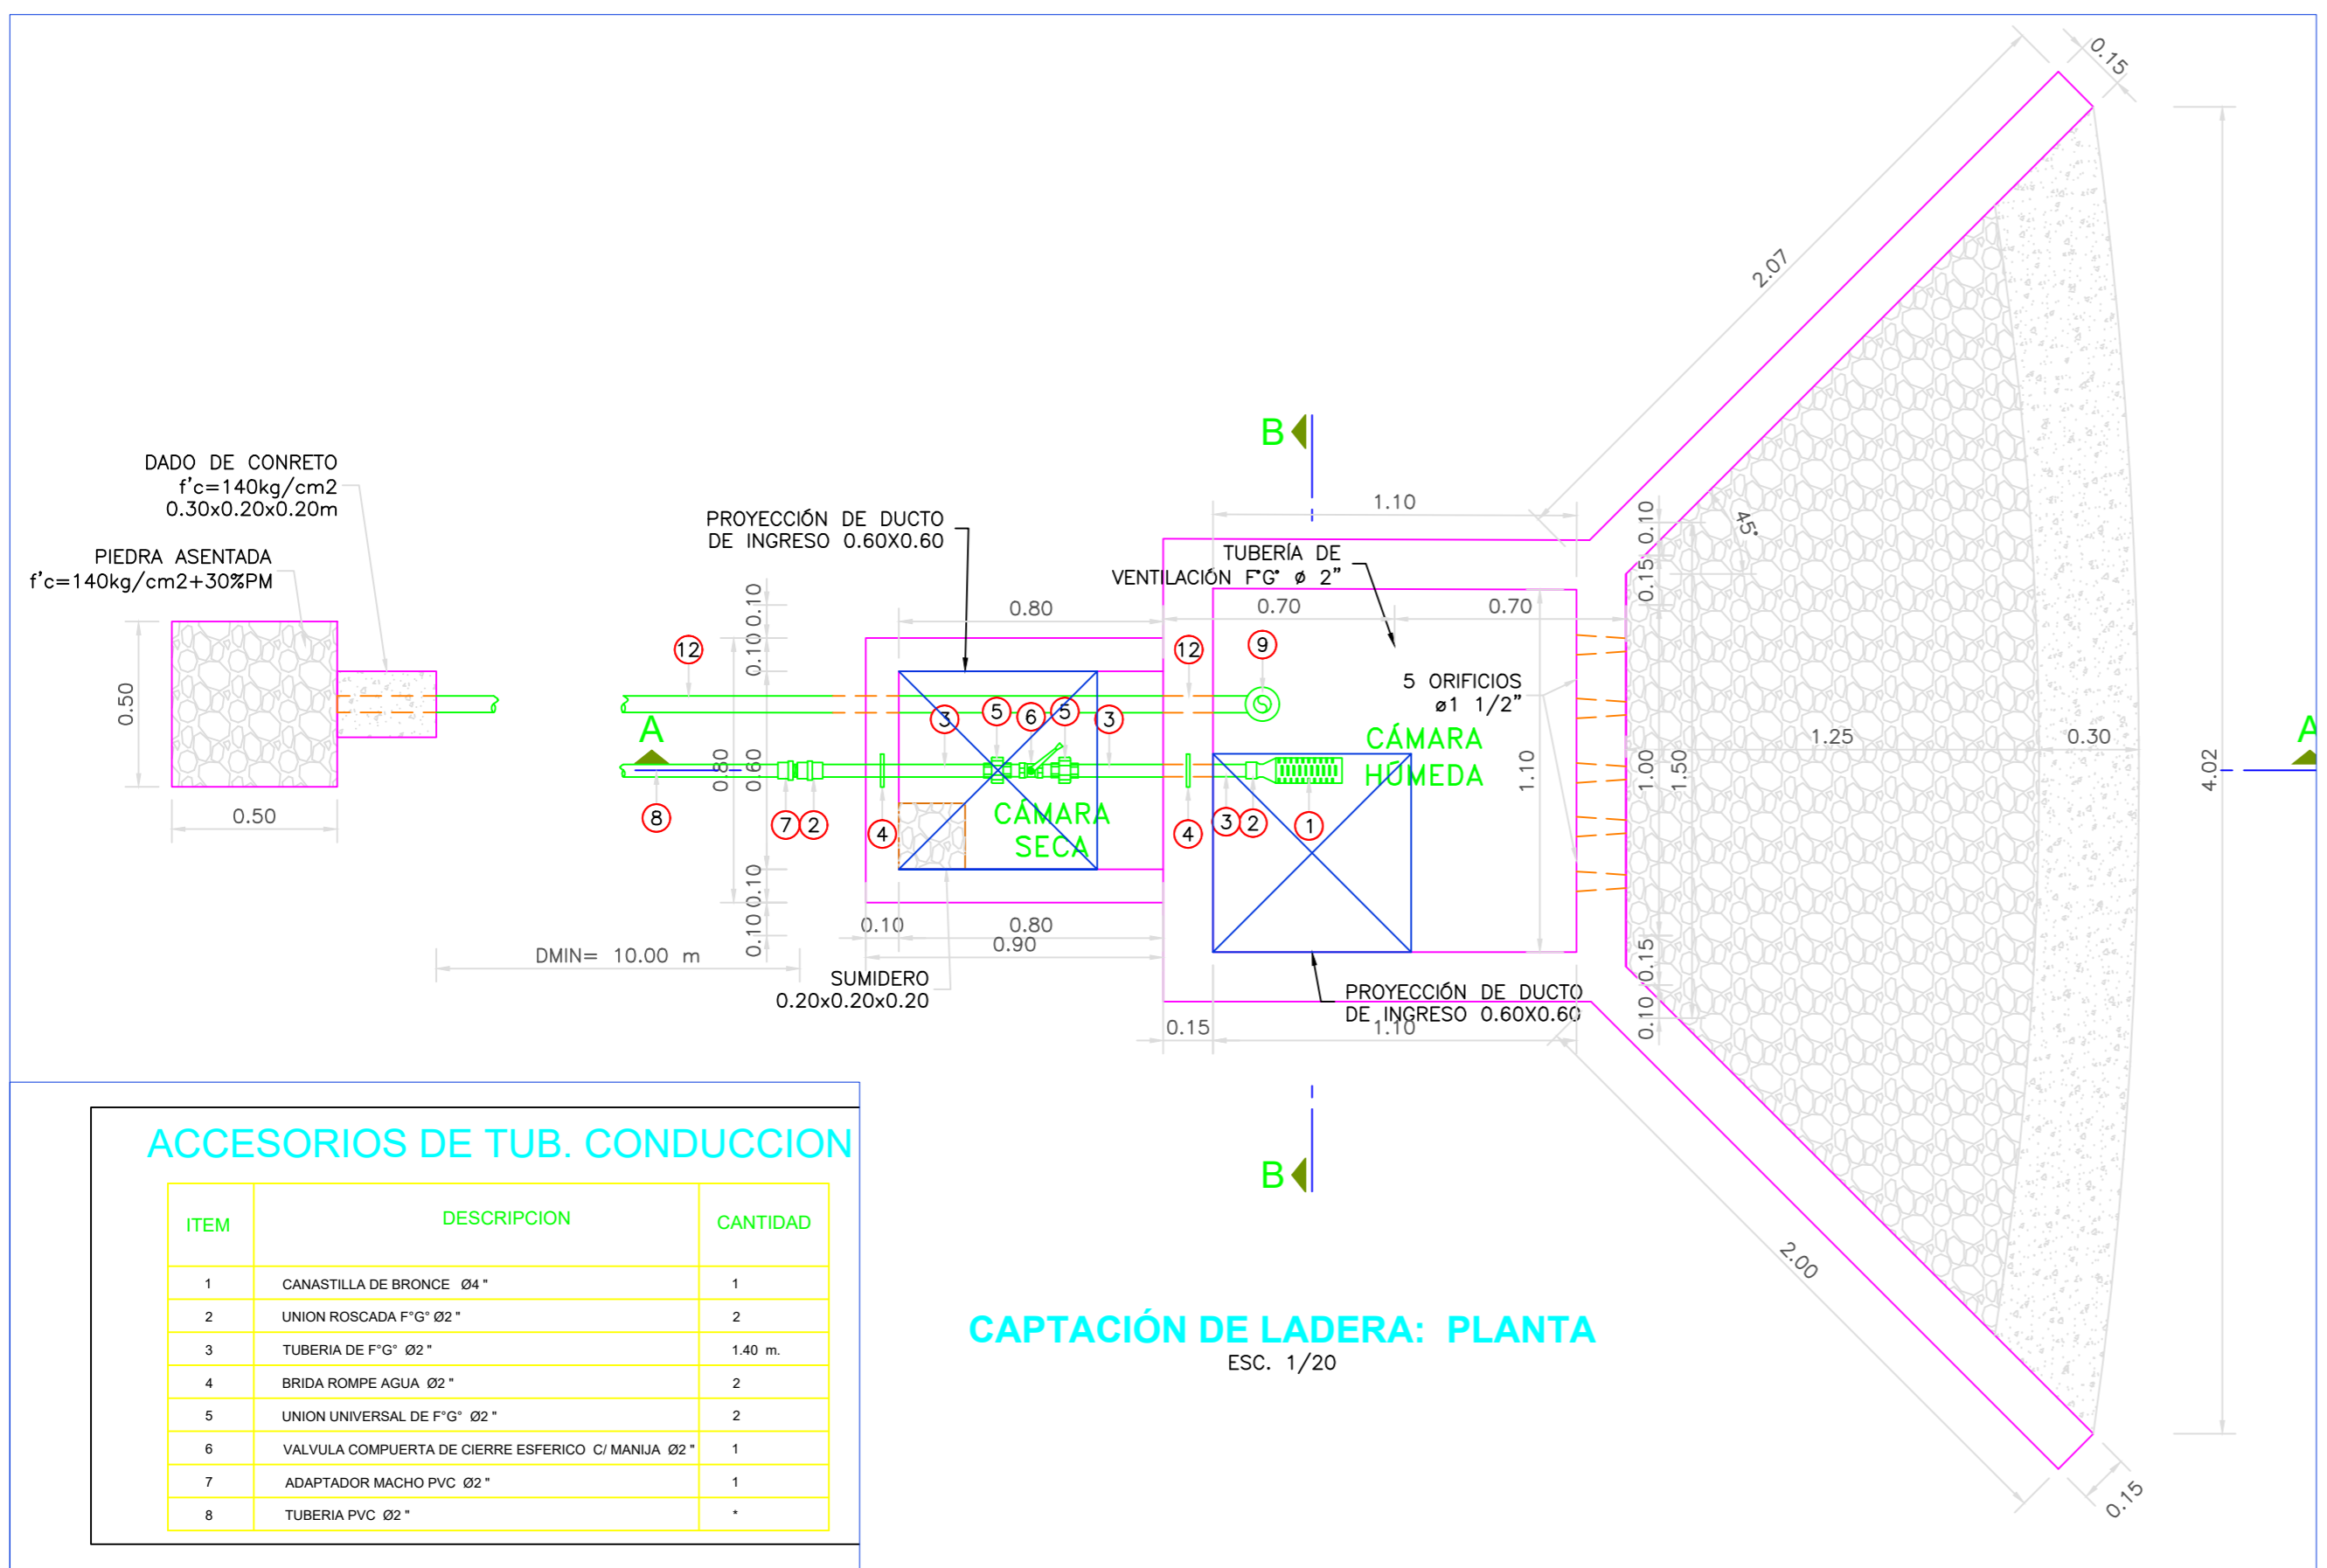 0.15
2.07
4.02
B
1.10
DADO DE CONRETO
f'c=140kg/cm2
0.30x0.20x0.20m
PIEDRA ASENTADA
f'c=140kg/cm2+30%PM
0.50
0.50
PROYECCIÓN DE DUCTO
DE INGRESO 0.60X0.60
TUBERÍA DE
VENTILACIÓN F°G° ø 2"
45°
0.10
0.15
0.10
0.10
0.80
0.70
0.70
12
12
9
5 ORIFICIOS
ø1 1/2"
3
5
6
5
3
A
CÁMARA
HÚMEDA
A
0.80
0.60
1.10
1.00
1.50
1.25
0.30
8
7
2
4
CÁMARA
SECA
4
3
2
1
0.10
0.10
0.10
0.80
0.90
0.15
0.10
DMIN= 10.00 m
SUMIDERO
0.20x0.20x0.20
PROYECCIÓN DE DUCTO
DE INGRESO 0.60X0.60
0.15
1.10
B
2.00
0.15
ACCESORIOS DE TUB. CONDUCCION
ITEM DESCRIPCION CANTIDAD
1 CANASTILLA DE BRONCE Ø4 " 1
2 UNION ROSCADA F°G° Ø2 " 2
3 TUBERIA DE F°G° Ø2 " 1.40 m.
4 BRIDA ROMPE AGUA Ø2 " 2
5 UNION UNIVERSAL DE F°G° Ø2 " 2
6 VALVULA COMPUERTA DE CIERRE ESFERICO C/ MANIJA Ø2 " 1
7 ADAPTADOR MACHO PVC Ø2 " 1
8 TUBERIA PVC Ø2 " *
CAPTACIÓN DE LADERA: PLANTA
ESC. 1/20